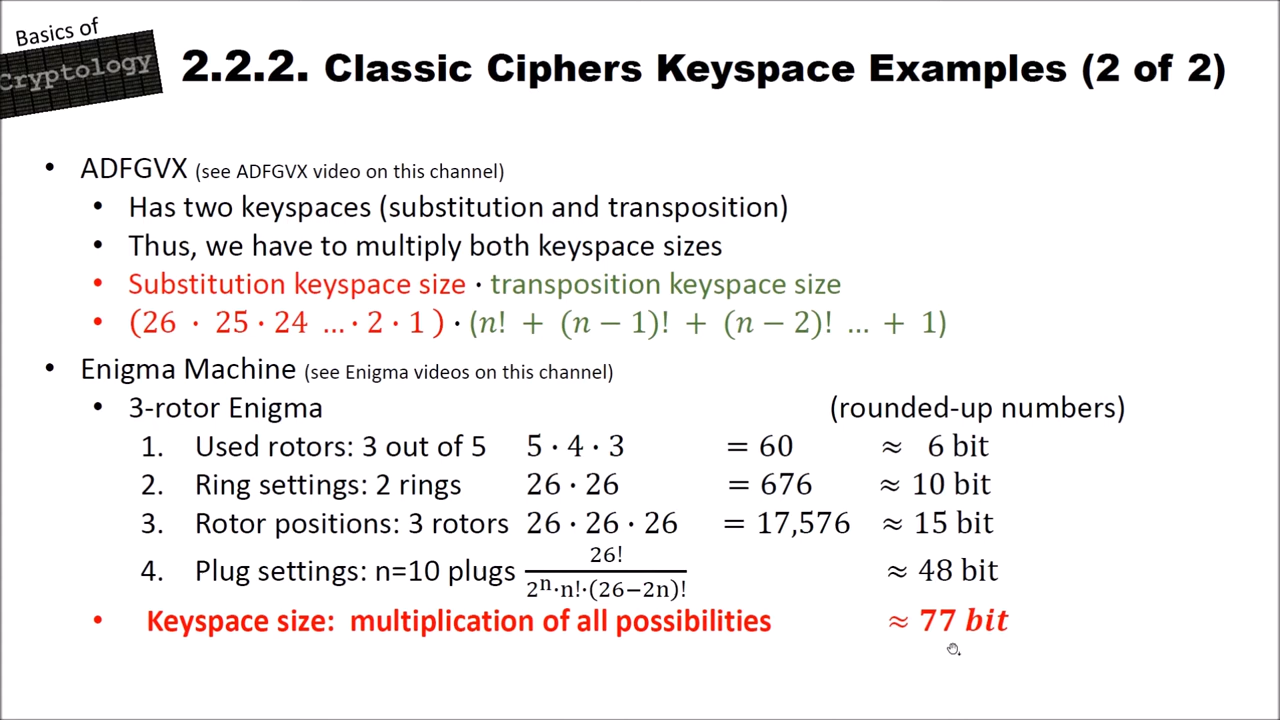 Basics of
Cryptology
2.2.2. Classic Ciphers Keyspace Examples (2 of 2)
• ADFGVX (see ADFGVX video on this channel)
• Has two keyspaces (substitution and transposition)
• Thus, we have to multiply both keyspace sizes
• Substitution keyspace size · transposition keyspace size
• (26 · 25 · 24 …· 2 · 1 ) · (n! + (n − 1)! + (n − 2)! … + 1)
• Enigma Machine (see Enigma videos on this channel)
• 3-rotor Enigma (rounded-up numbers)
1. Used rotors: 3 out of 5 5 · 4 · 3 = 60 ≈ 6 bit
2. Ring settings: 2 rings 26 · 26 = 676 ≈ 10 bit
3. Rotor positions: 3 rotors 26 · 26 · 26 = 17,576 ≈ 15 bit
4. Plug settings: n=10 plugs 26! / 2ⁿ·n!·(26−2n)! ≈ 48 bit
• Keyspace size: multiplication of all possibilities ≈ 77 bit